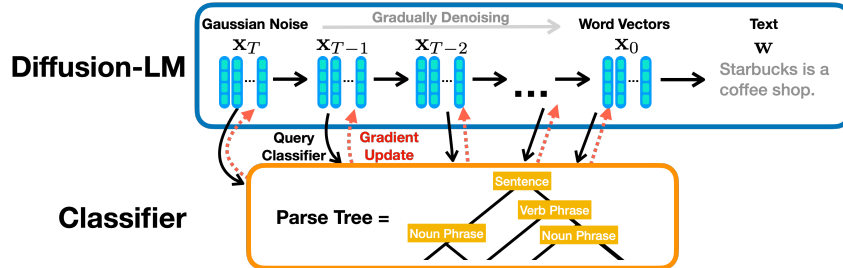 Gaussian Noise
Gradually Denoising
Word Vectors
Text
x_T
x_{T-1}
x_{T-2}
x_0
w
Diffusion-LM
...
...
...
...
...
Starbucks is a
coffee shop.
Query
Classifier
Gradient
Update
Classifier
Parse Tree =
Sentence
Verb Phrase
Noun Phrase
Noun Phrase